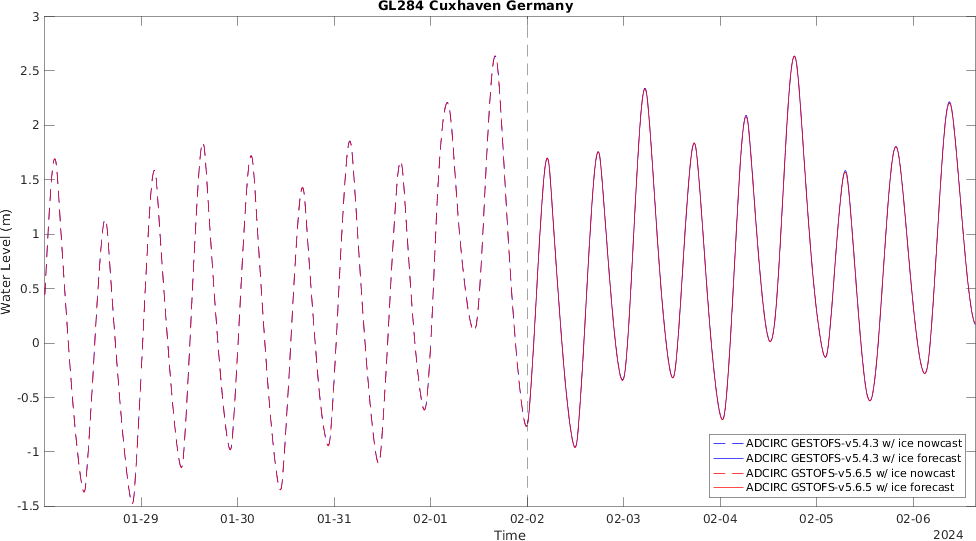 GL284 Cuxhaven Germany
3
2.5
2
1.5
1
0.5
0
-0.5
-1
-1.5
Water Level (m)
01-29 01-30 01-31 02-01 02-02 02-03 02-04 02-05 02-06
Time
2024
ADCIRC GESTOFS-v5.4.3 w/ ice nowcast
ADCIRC GESTOFS-v5.4.3 w/ ice forecast
ADCIRC GSTOFS-v5.6.5 w/ ice nowcast
ADCIRC GSTOFS-v5.6.5 w/ ice forecast